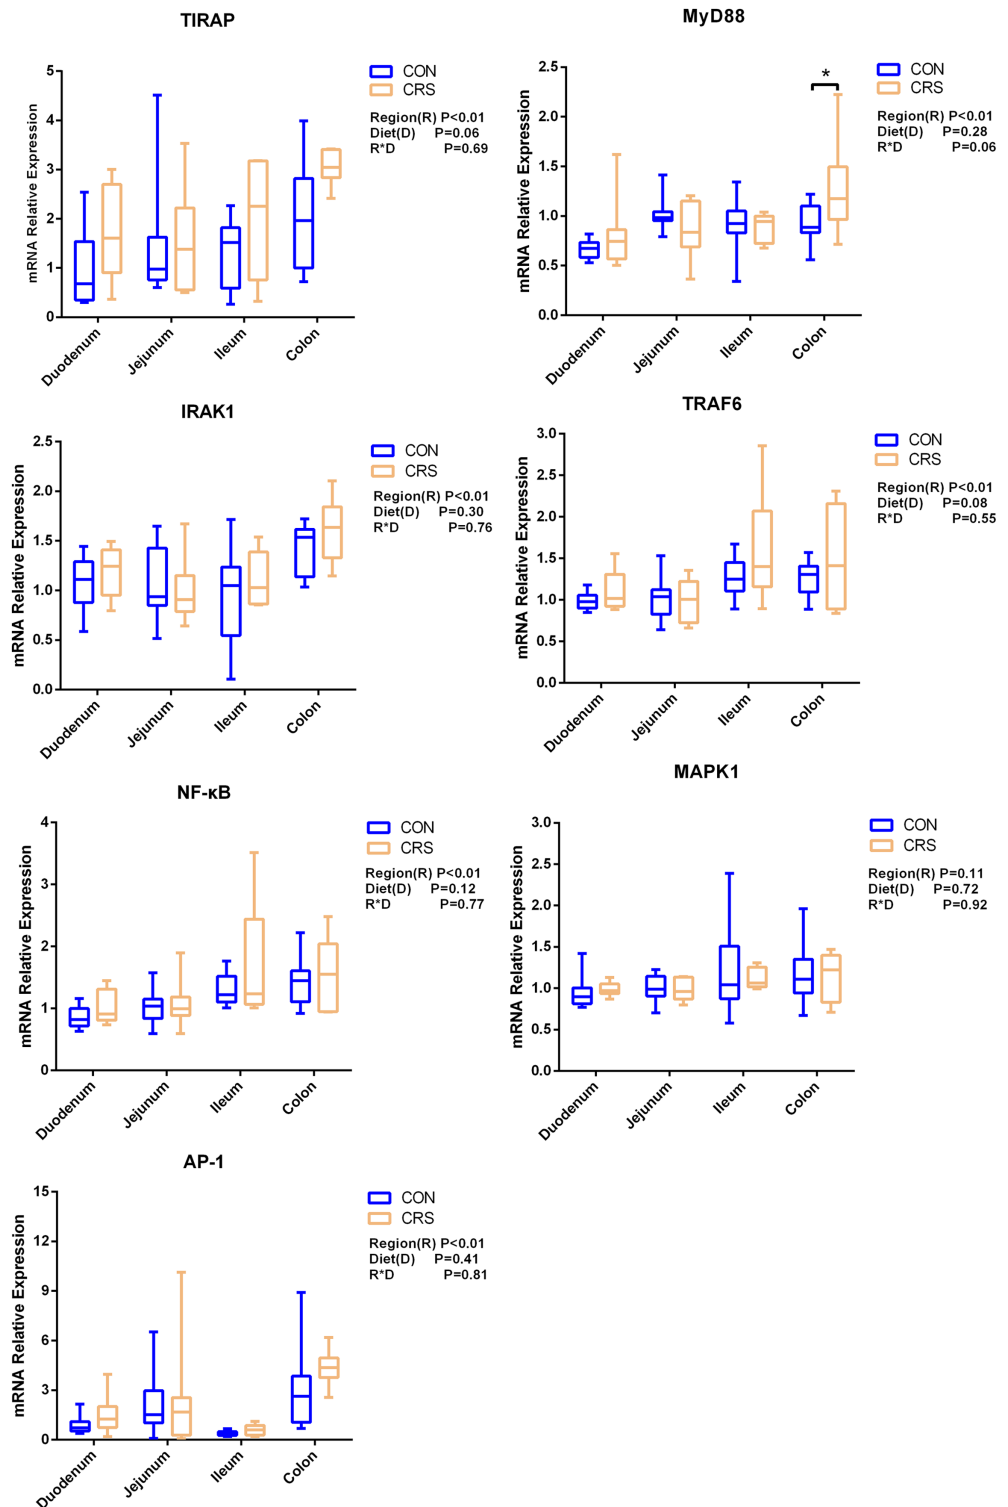 TIRAP
mRNA Relative Expression
5
4
3
2
1
0
Duodenum
Jejunum
Ileum
Colon
CON
CRS
Region(R) P<0.01
Diet(D) P=0.06
R*D P=0.69
MyD88
mRNA Relative Expression
2.5
2.0
1.5
1.0
0.5
0.0
*
Duodenum
Jejunum
Ileum
Colon
CON
CRS
Region(R) P<0.01
Diet(D) P=0.28
R*D P=0.06
IRAK1
mRNA Relative Expression
2.5
2.0
1.5
1.0
0.5
0.0
Duodenum
Jejunum
Ileum
Colon
CON
CRS
Region(R) P<0.01
Diet(D) P=0.30
R*D P=0.76
TRAF6
mRNA Relative Expression
3.0
2.5
2.0
1.5
1.0
0.5
0.0
Duodenum
Jejunum
Ileum
Colon
CON
CRS
Region(R) P<0.01
Diet(D) P=0.08
R*D P=0.55
NF-κB
mRNA Relative Expression
4
3
2
1
0
Duodenum
Jejunum
Ileum
Colon
CON
CRS
Region(R) P<0.01
Diet(D) P=0.12
R*D P=0.77
MAPK1
mRNA Relative Expression
3.0
2.5
2.0
1.5
1.0
0.5
0.0
Duodenum
Jejunum
Ileum
Colon
CON
CRS
Region(R) P=0.11
Diet(D) P=0.72
R*D P=0.92
AP-1
mRNA Relative Expression
15
12
9
6
3
0
Duodenum
Jejunum
Ileum
Colon
CON
CRS
Region(R) P<0.01
Diet(D) P=0.41
R*D P=0.81